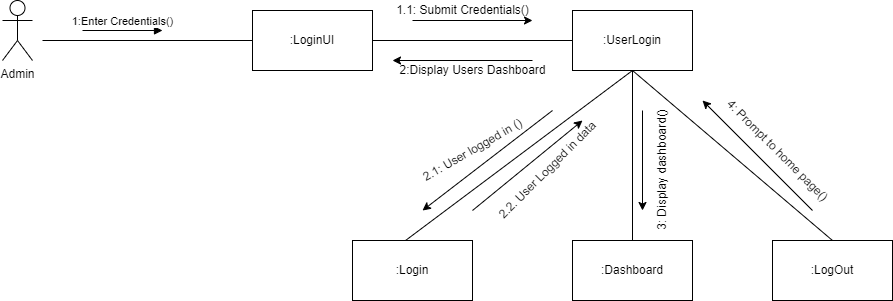 1:Enter Credentials()
1.1: Submit Credentials()
:LoginUI
:UserLogin
Admin
2:Display Users Dashboard
2.1: User logged in ()
2.2. User Logged in data
3: Display dashboard()
4: Prompt to home page()
:Login
:Dashboard
:LogOut